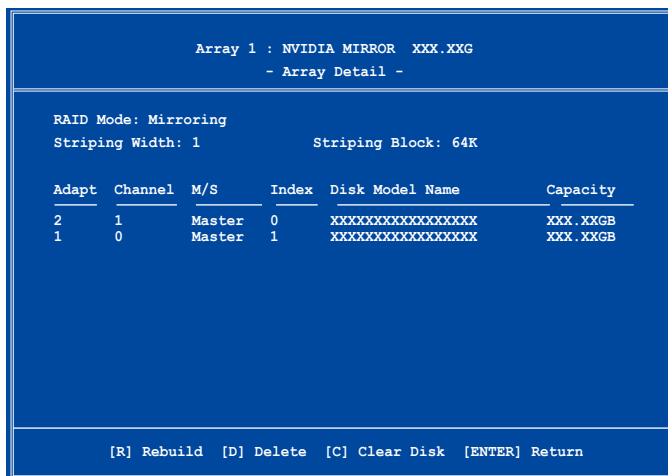 Array 1 : NVIDIA MIRROR XXX.XXG
- Array Detail -
RAID Mode: Mirroring
Striping Width: 1 Striping Block: 64K
Adapt Channel M/S Index Disk Model Name Capacity
2 1 Master 0 XXXXXXXXXXXXXXXXX XXX.XXGB
1 0 Master 1 XXXXXXXXXXXXXXXXX XXX.XXGB
[R] Rebuild [D] Delete [C] Clear Disk [ENTER] Return